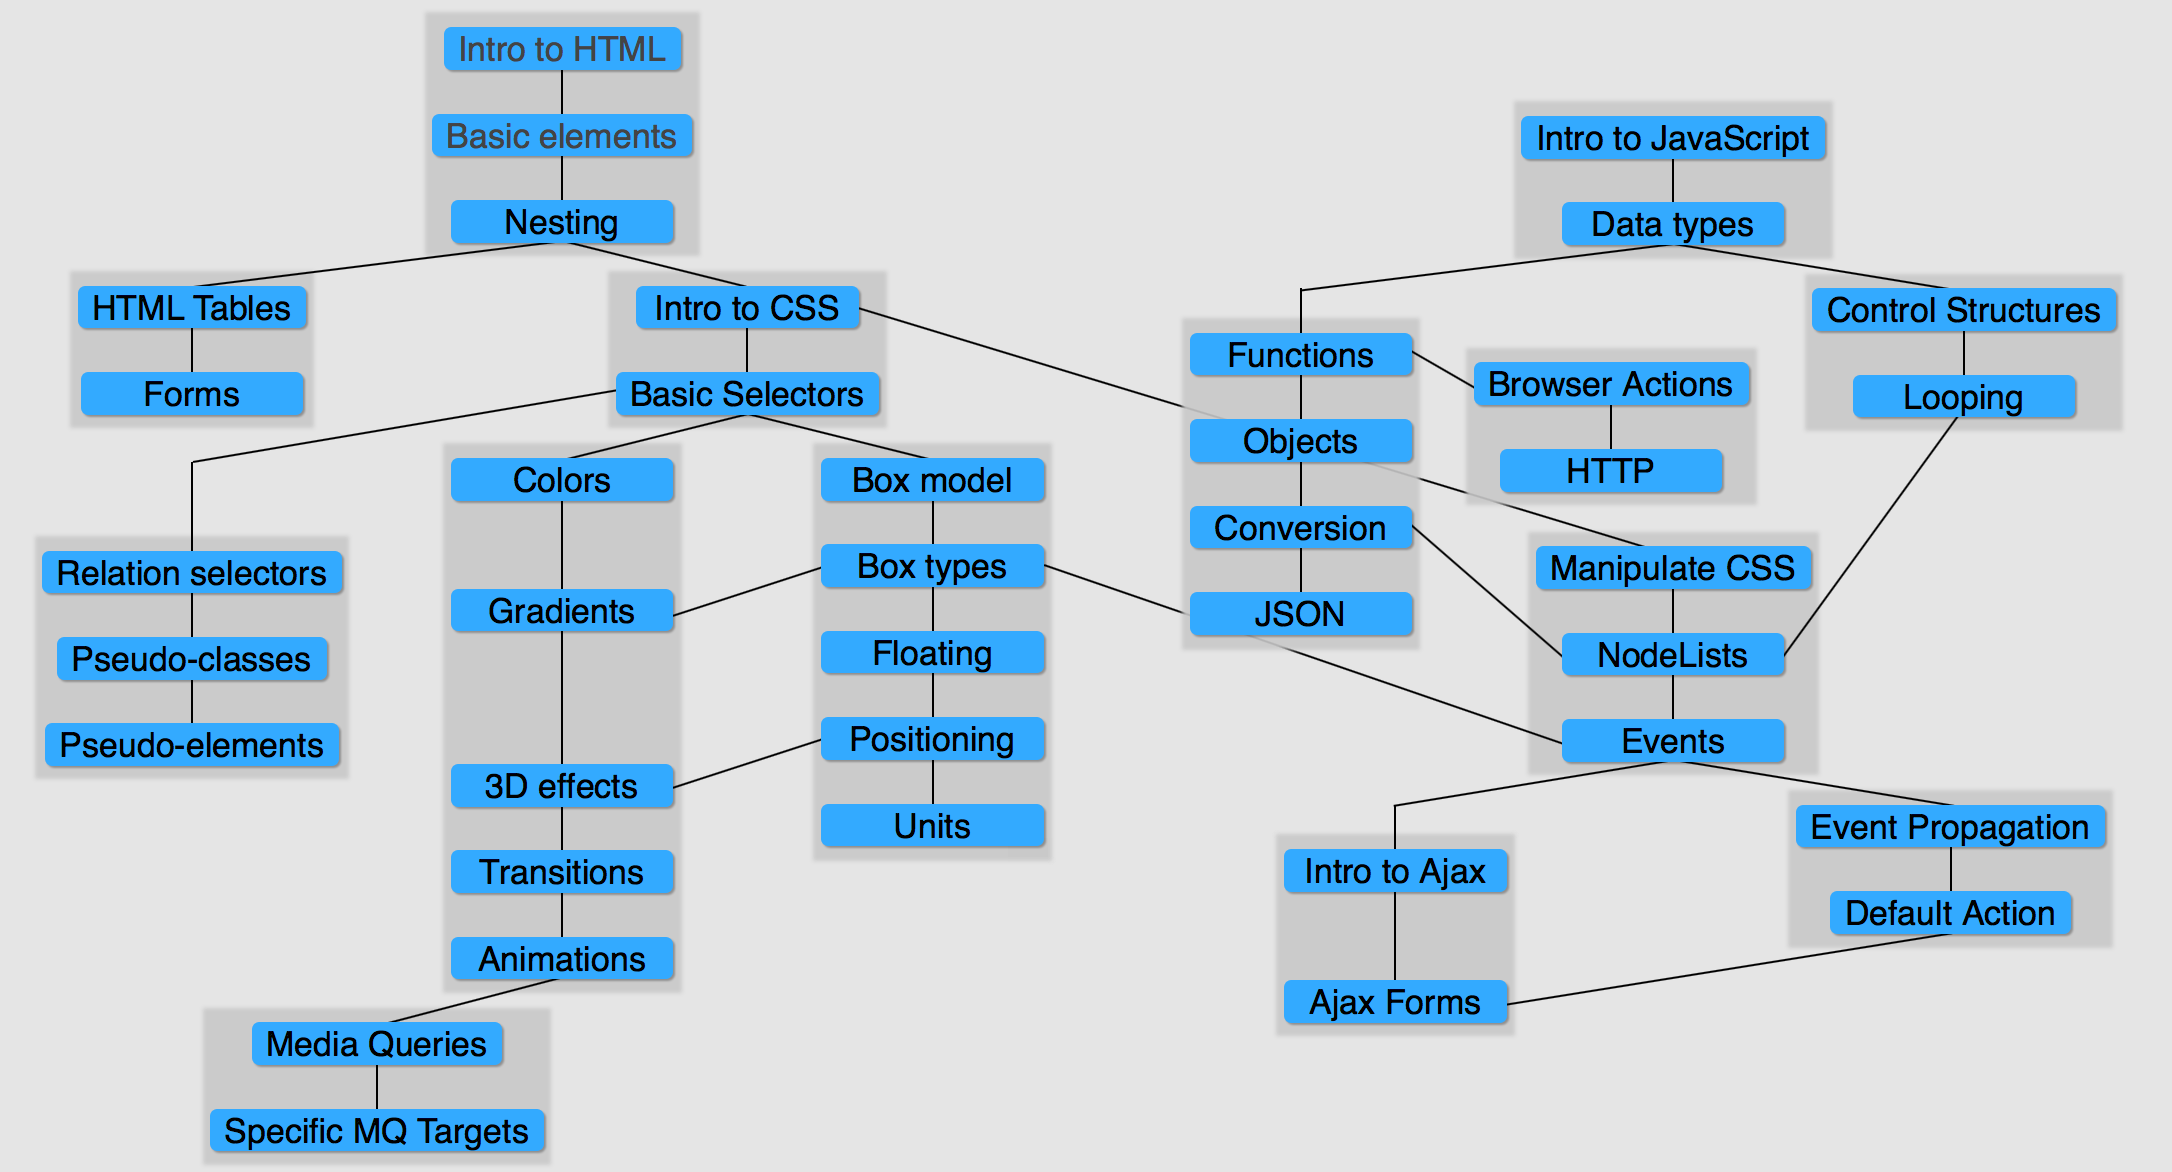 Intro to HTML
Basic elements
Nesting
HTML Tables
Forms
Intro to CSS
Basic Selectors
Relation selectors
Pseudo-classes
Pseudo-elements
Colors
Gradients
3D effects
Transitions
Animations
Box model
Box types
Floating
Positioning
Units
Media Queries
Specific MQ Targets
Intro to JavaScript
Data types
Functions
Objects
Conversion
JSON
Browser Actions
HTTP
Control Structures
Looping
Manipulate CSS
NodeLists
Events
Intro to Ajax
Ajax Forms
Event Propagation
Default Action